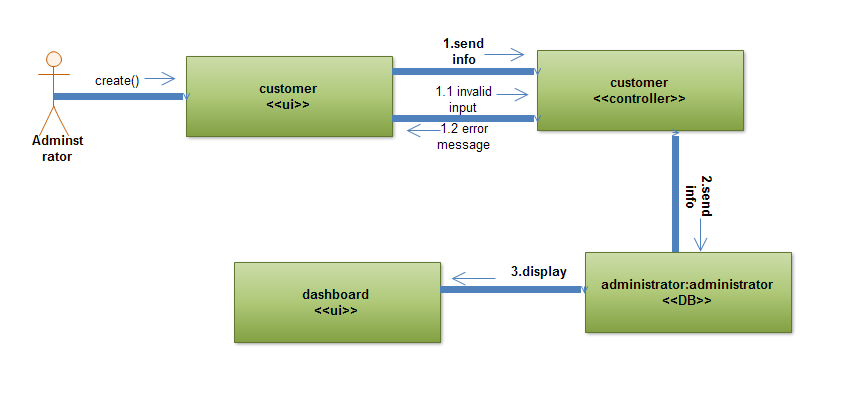 1.send
info
create()
customer
<<ui>>
customer
<<controller>>
1.1 invalid
input
1.2 error
message
Adminst
rator
2.send
info
3.display
dashboard
<<ui>>
administrator:administrator
<<DB>>